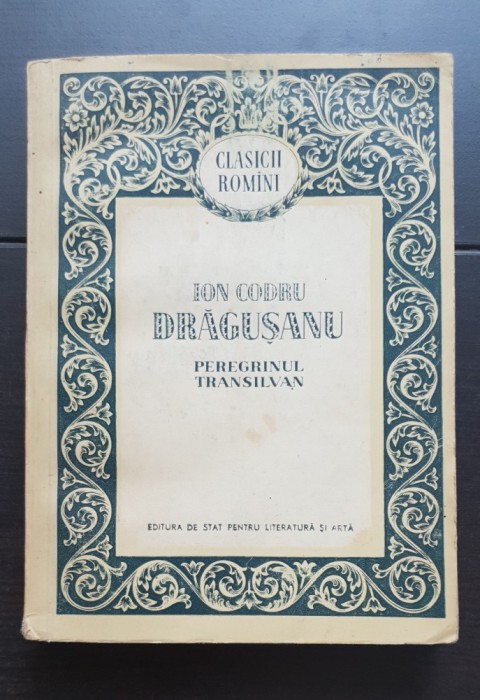 CLASICII
ROMÎNI
ION CODRU
DRĂGUȘANU
PEREGRINUL
TRANSILVAN
EDITURA DE STAT PENTRU LITERATURĂ ȘI ARTĂ